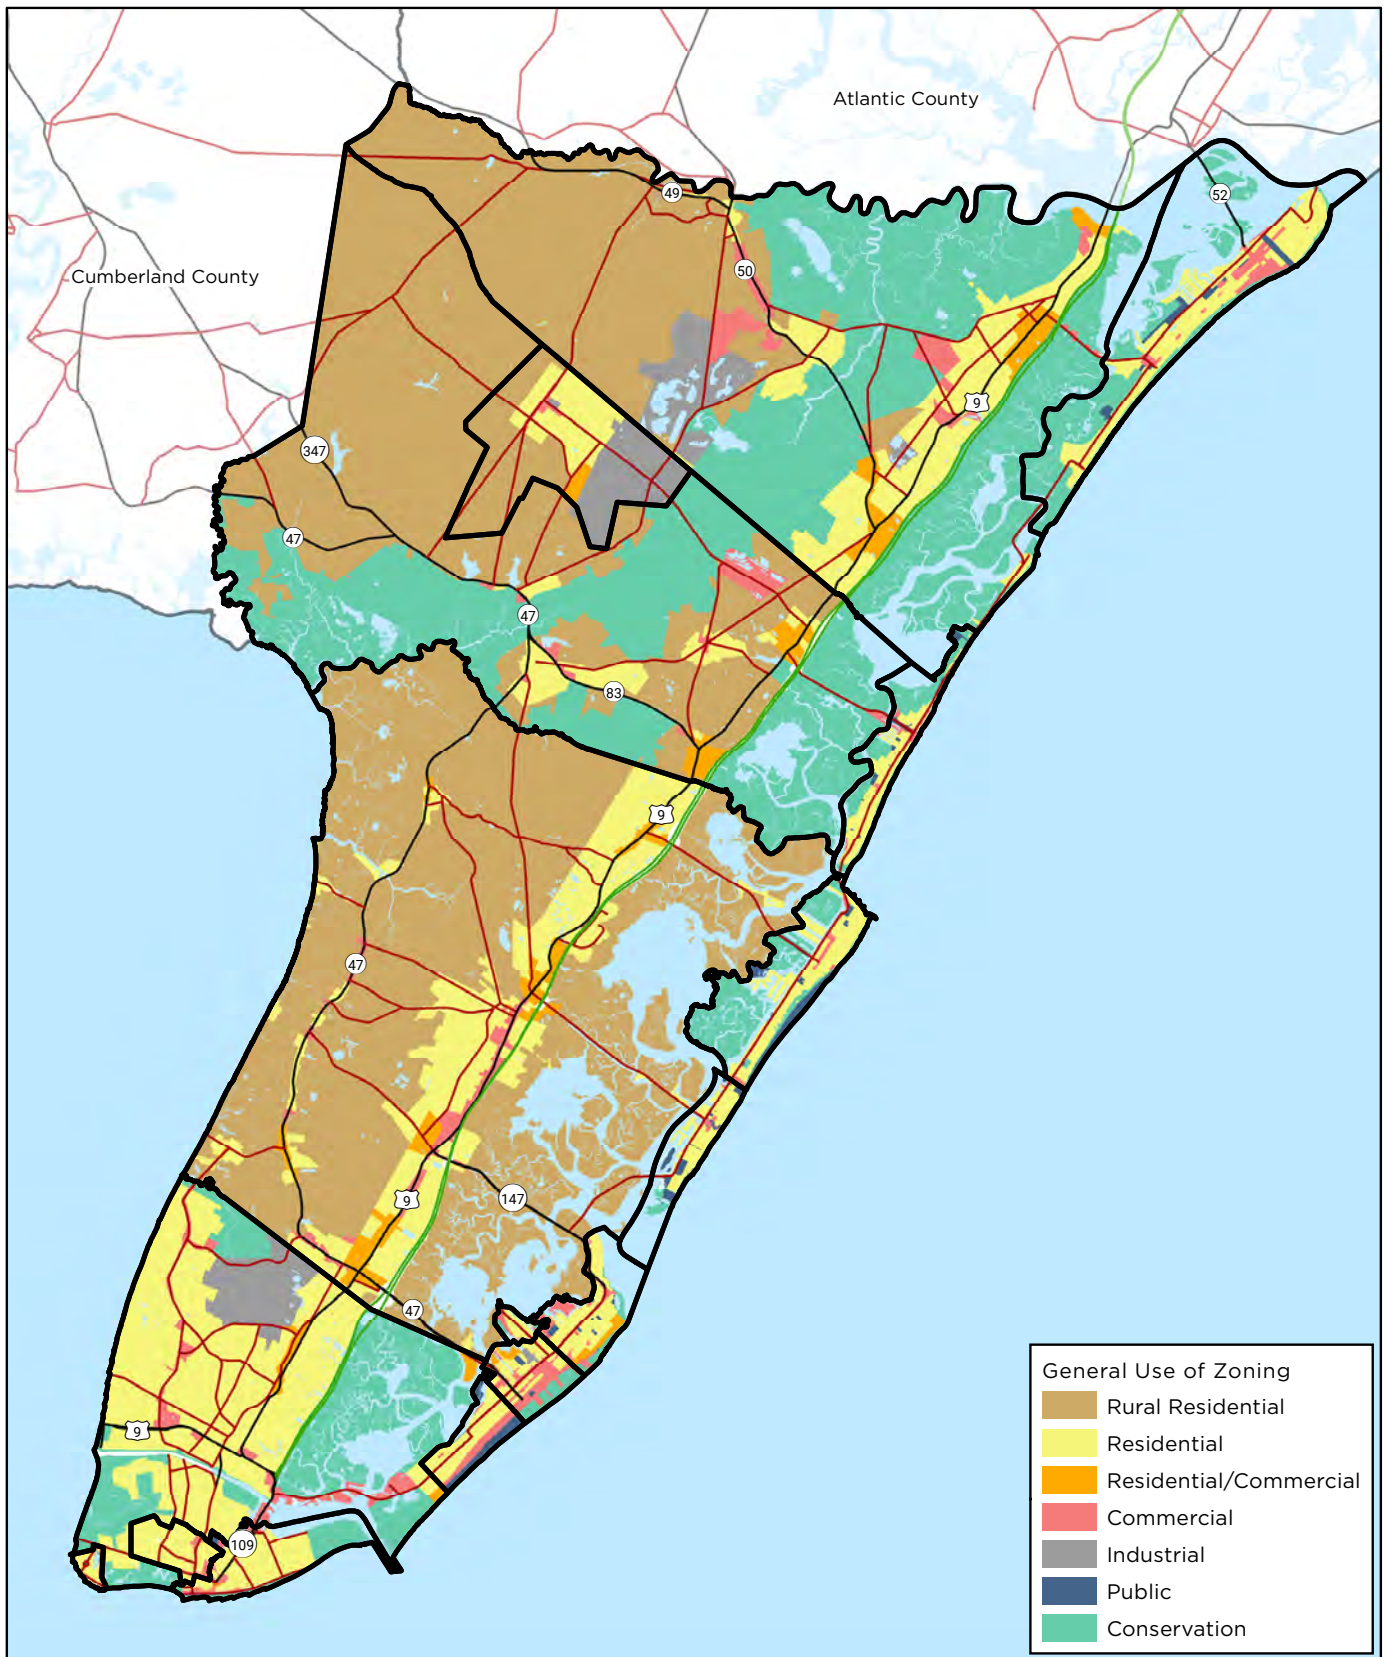 Atlantic County
49
52
50
Cumberland County
9
347
47
47
83
9
47
147
9
47
9
109
General Use of Zoning
Rural Residential
Residential
Residential/Commercial
Commercial
Industrial
Public
Conservation